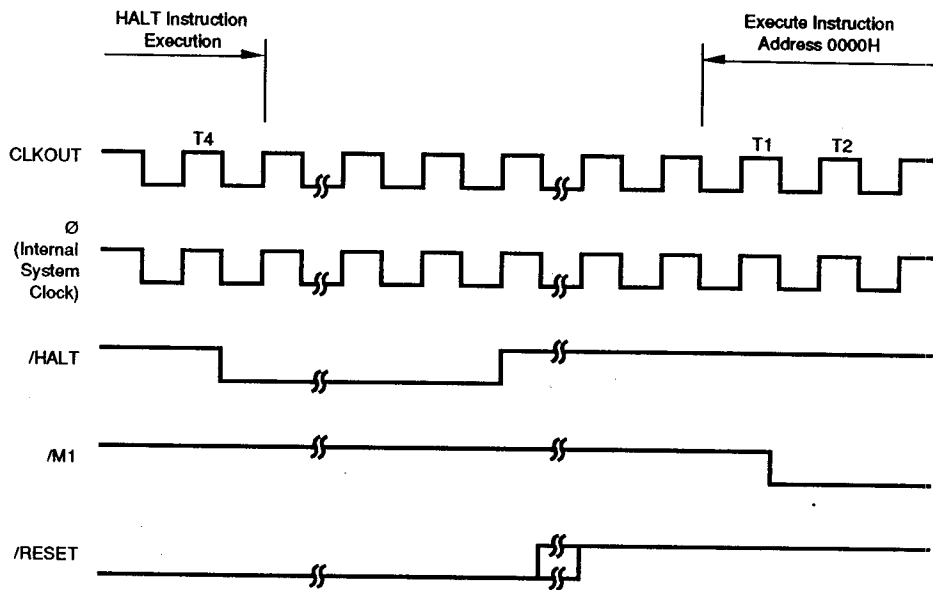 HALT Instruction
Execution
Execute Instruction
Address 0000H
T4
T1
T2
CLKOUT
Ø
(Internal
System
Clock)
/HALT
/M1
/RESET